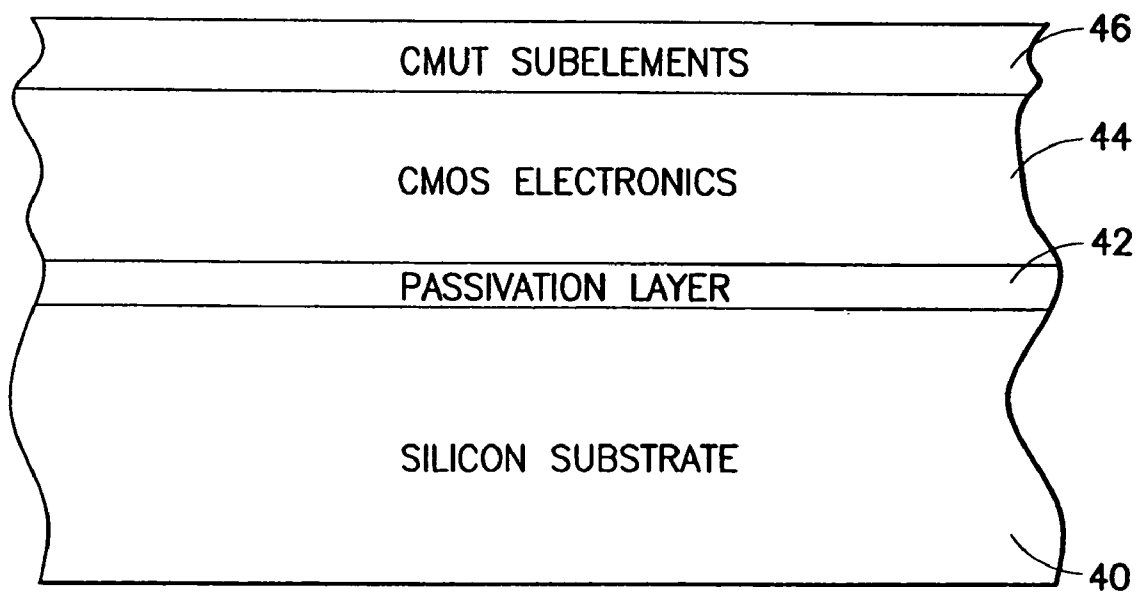 46
CMUT SUBELEMENTS
44
CMOS ELECTRONICS
42
PASSIVATION LAYER
SILICON SUBSTRATE
40